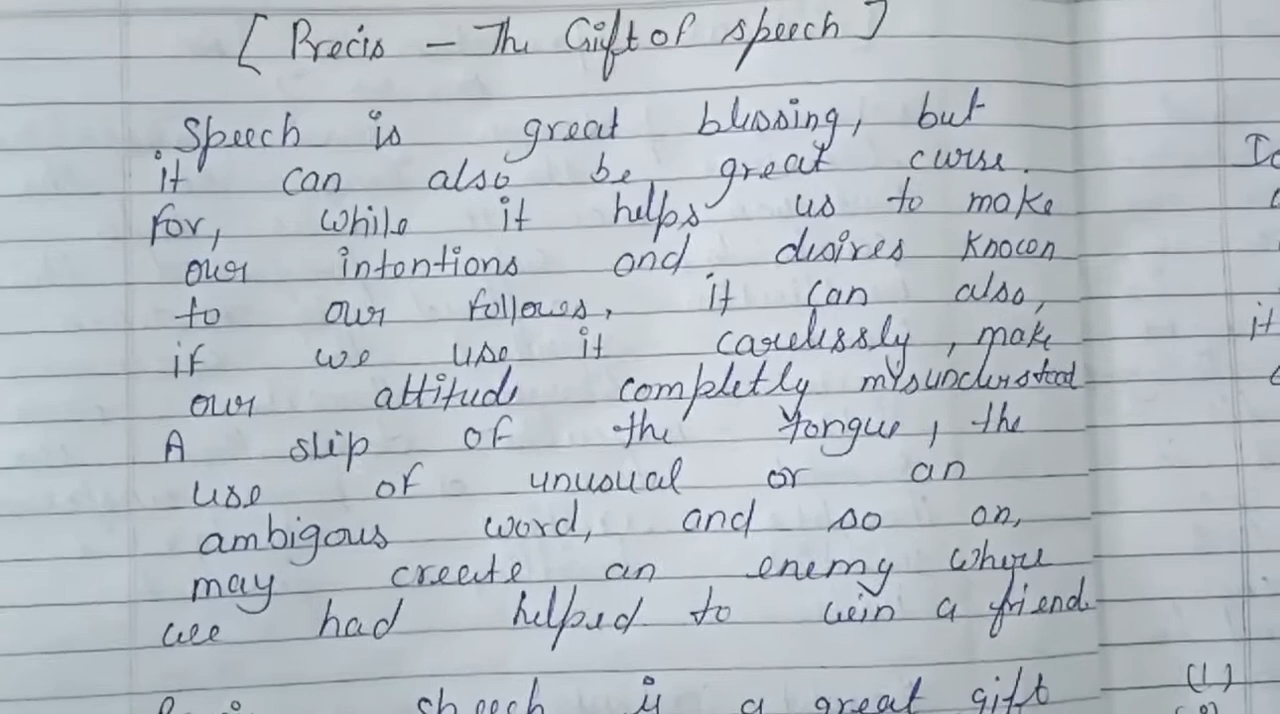 [ Precis - The Gift of speech ]
Speech is great blessing, but
it can also be great curse.
For, while it helps us to make
our intentions and desires known
to our fellows, it can also,
if we use it carelessly, make
our attitude completly mysunderstood
A slip of the tongue, the
use of unusual or an
ambigous word, and so on,
may create an enemy where
we had helped to win a friend.
speech is a great gift
(1)